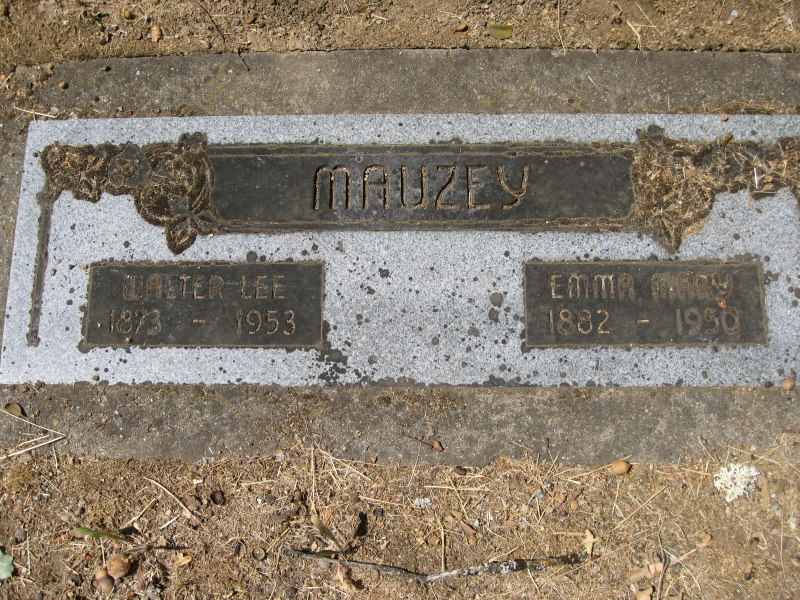 MAUZEY
WALTER LEE
1873 - 1953
EMMA MARY
1882 - 1950